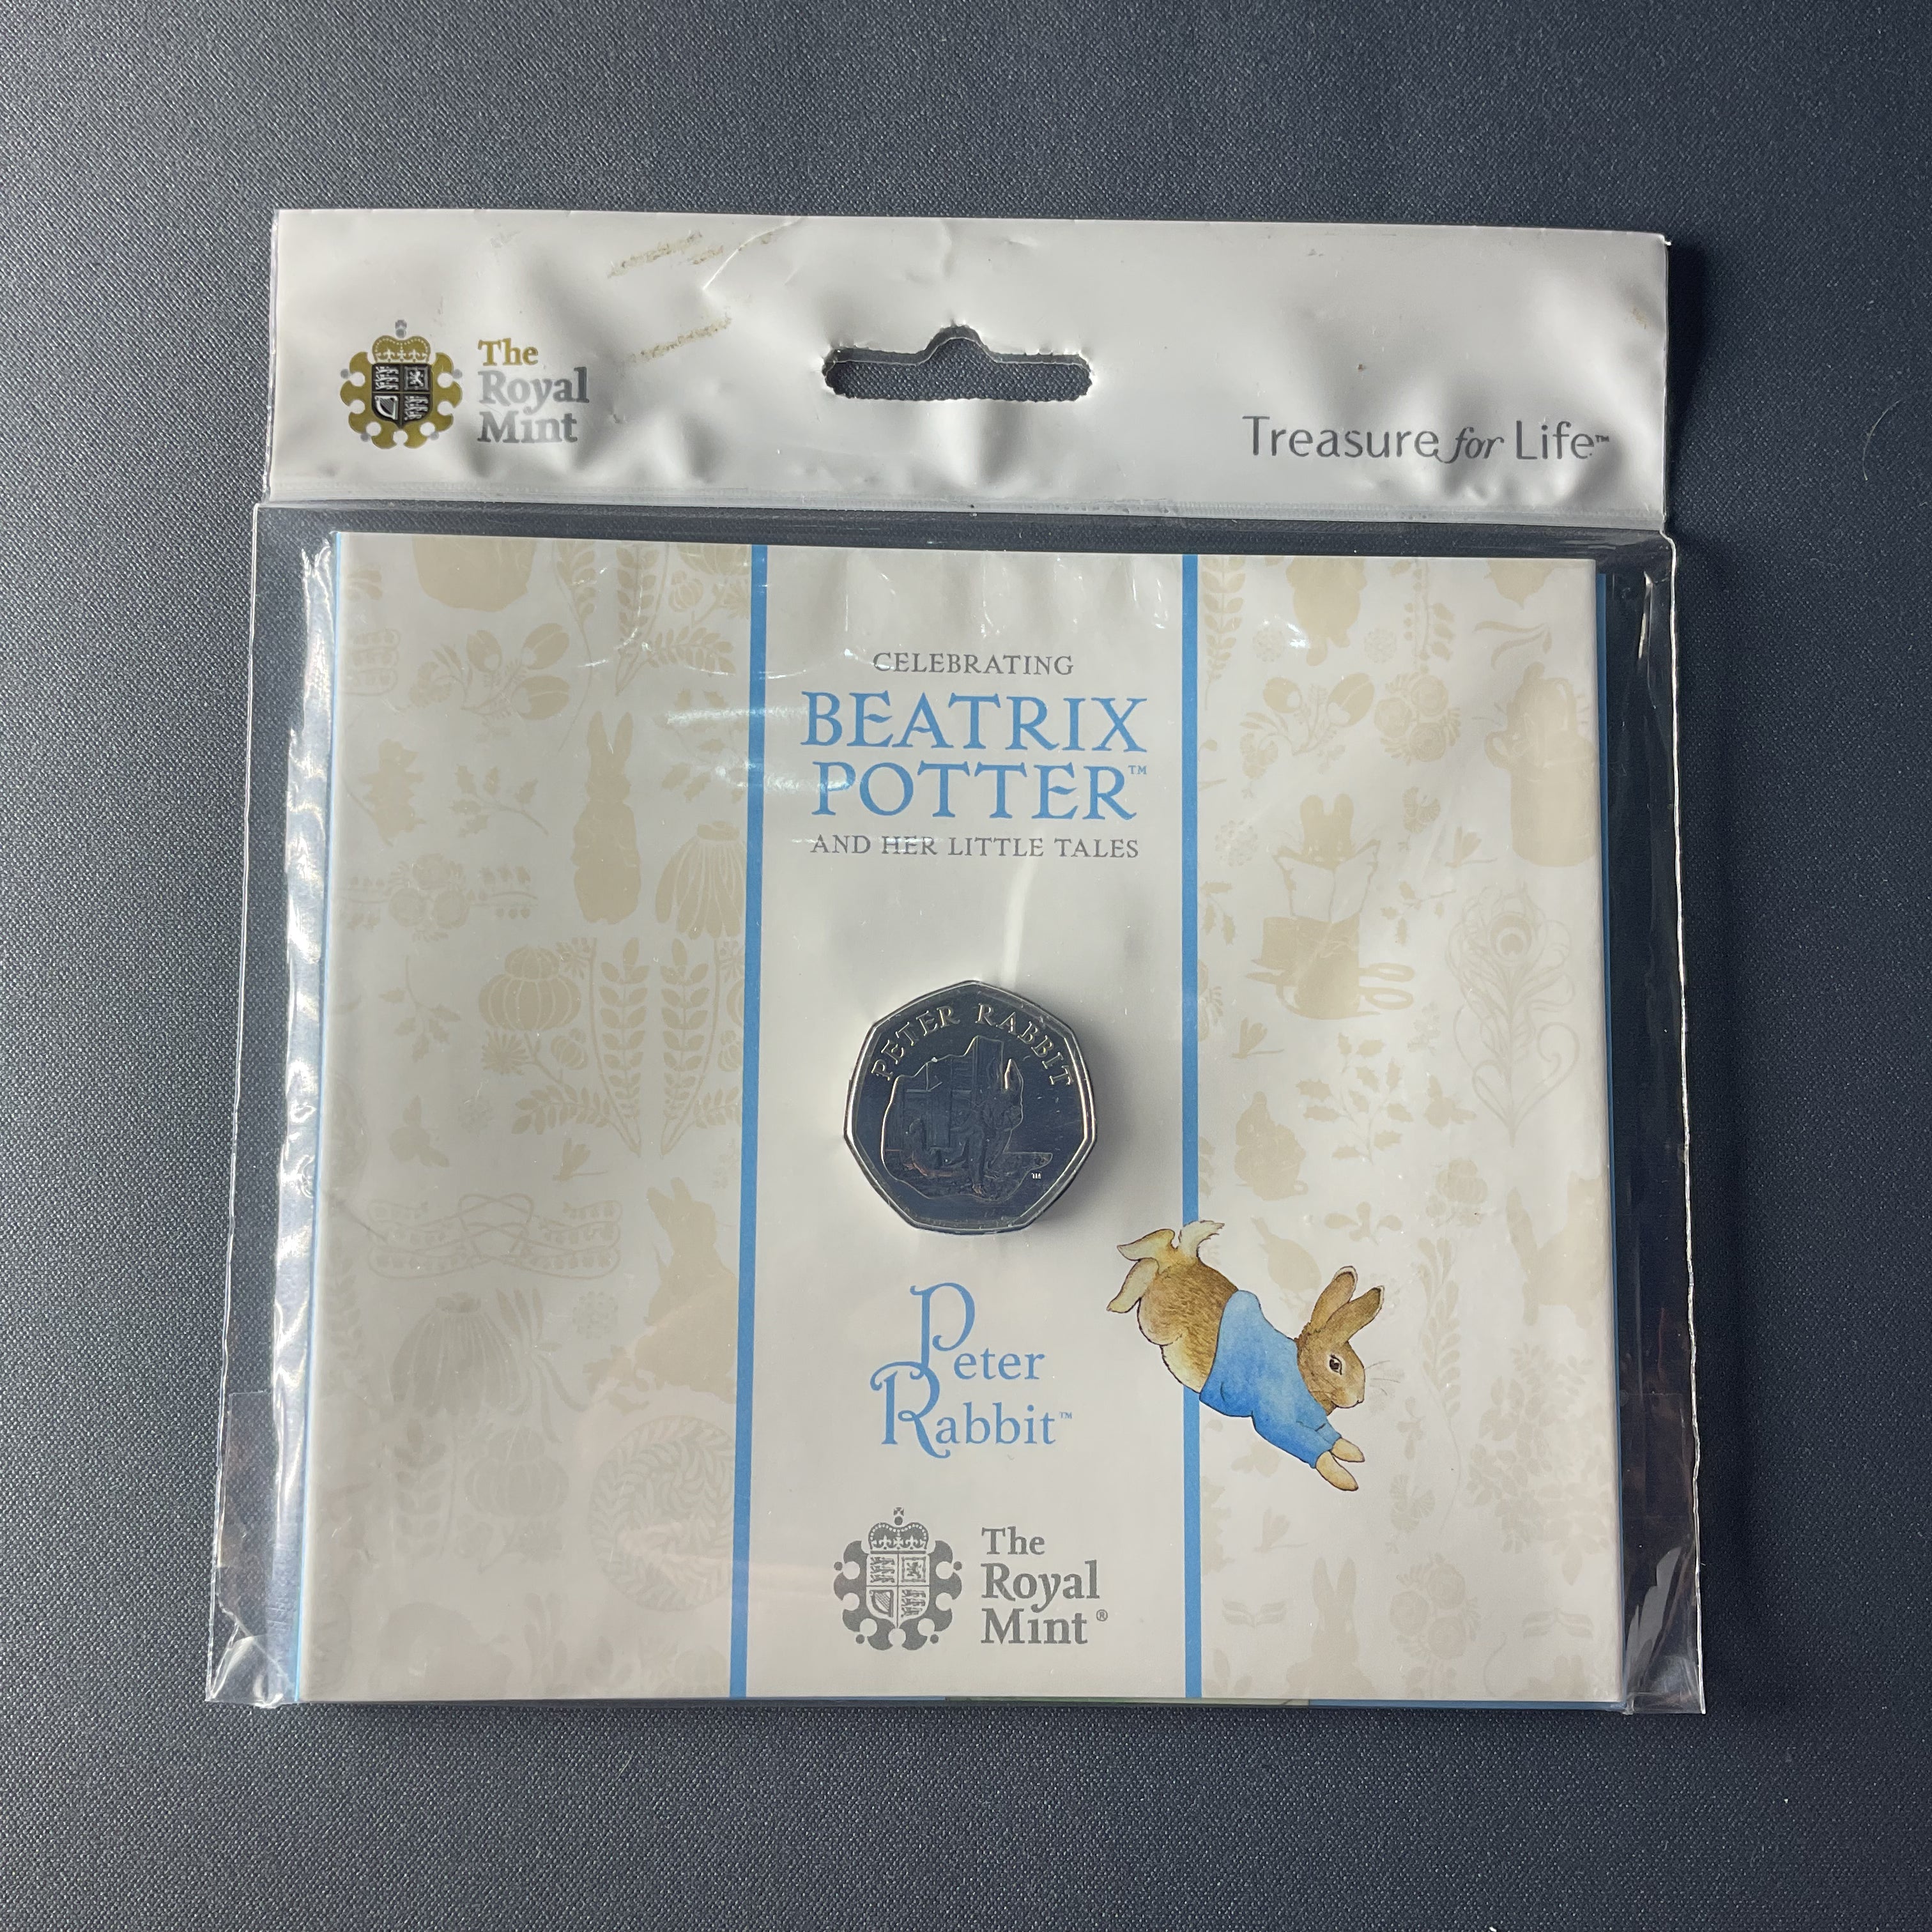 The
Royal
Mint
Treasure for Life™
CELEBRATING
BEATRIX
POTTER™
AND HER LITTLE TALES
PETER RABBIT
Peter
Rabbit™
The
Royal
Mint®